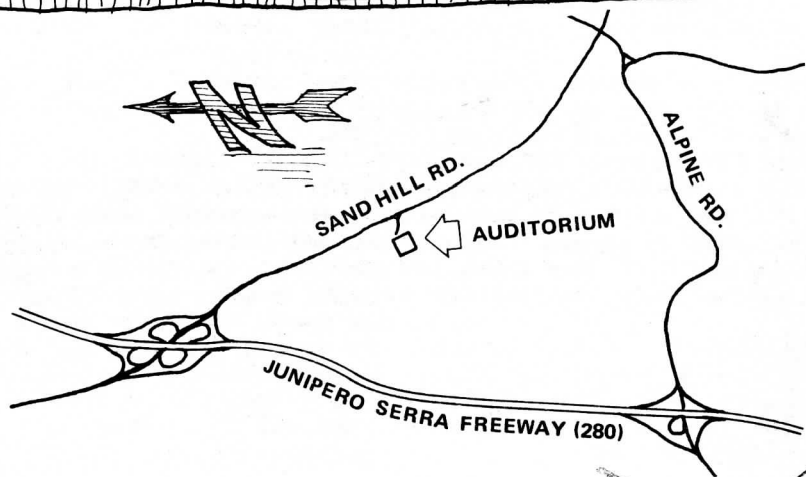 N
SAND HILL RD.
ALPINE RD.
AUDITORIUM
JUNIPERO SERRA FREEWAY (280)